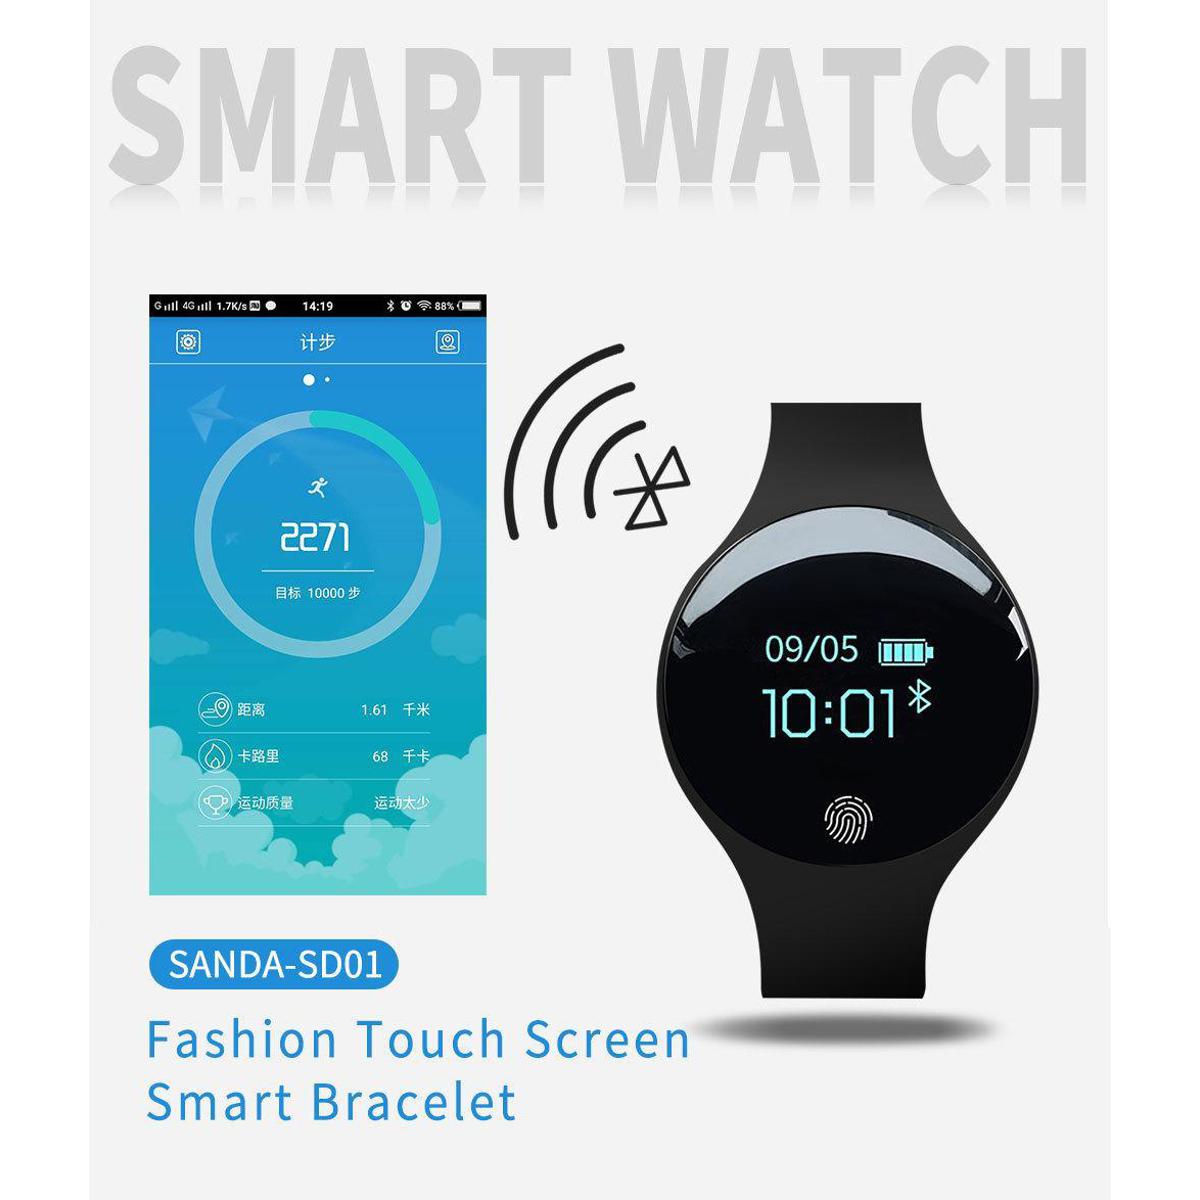 SMART WATCH
G 4G 1.7K/s 14:19 88%
计步
2271
目标 10000 步
距离 1.61 千米
卡路里 68 千卡
运动质量 运动太少
09/05
10:01
SANDA-SD01
Fashion Touch Screen
Smart Bracelet